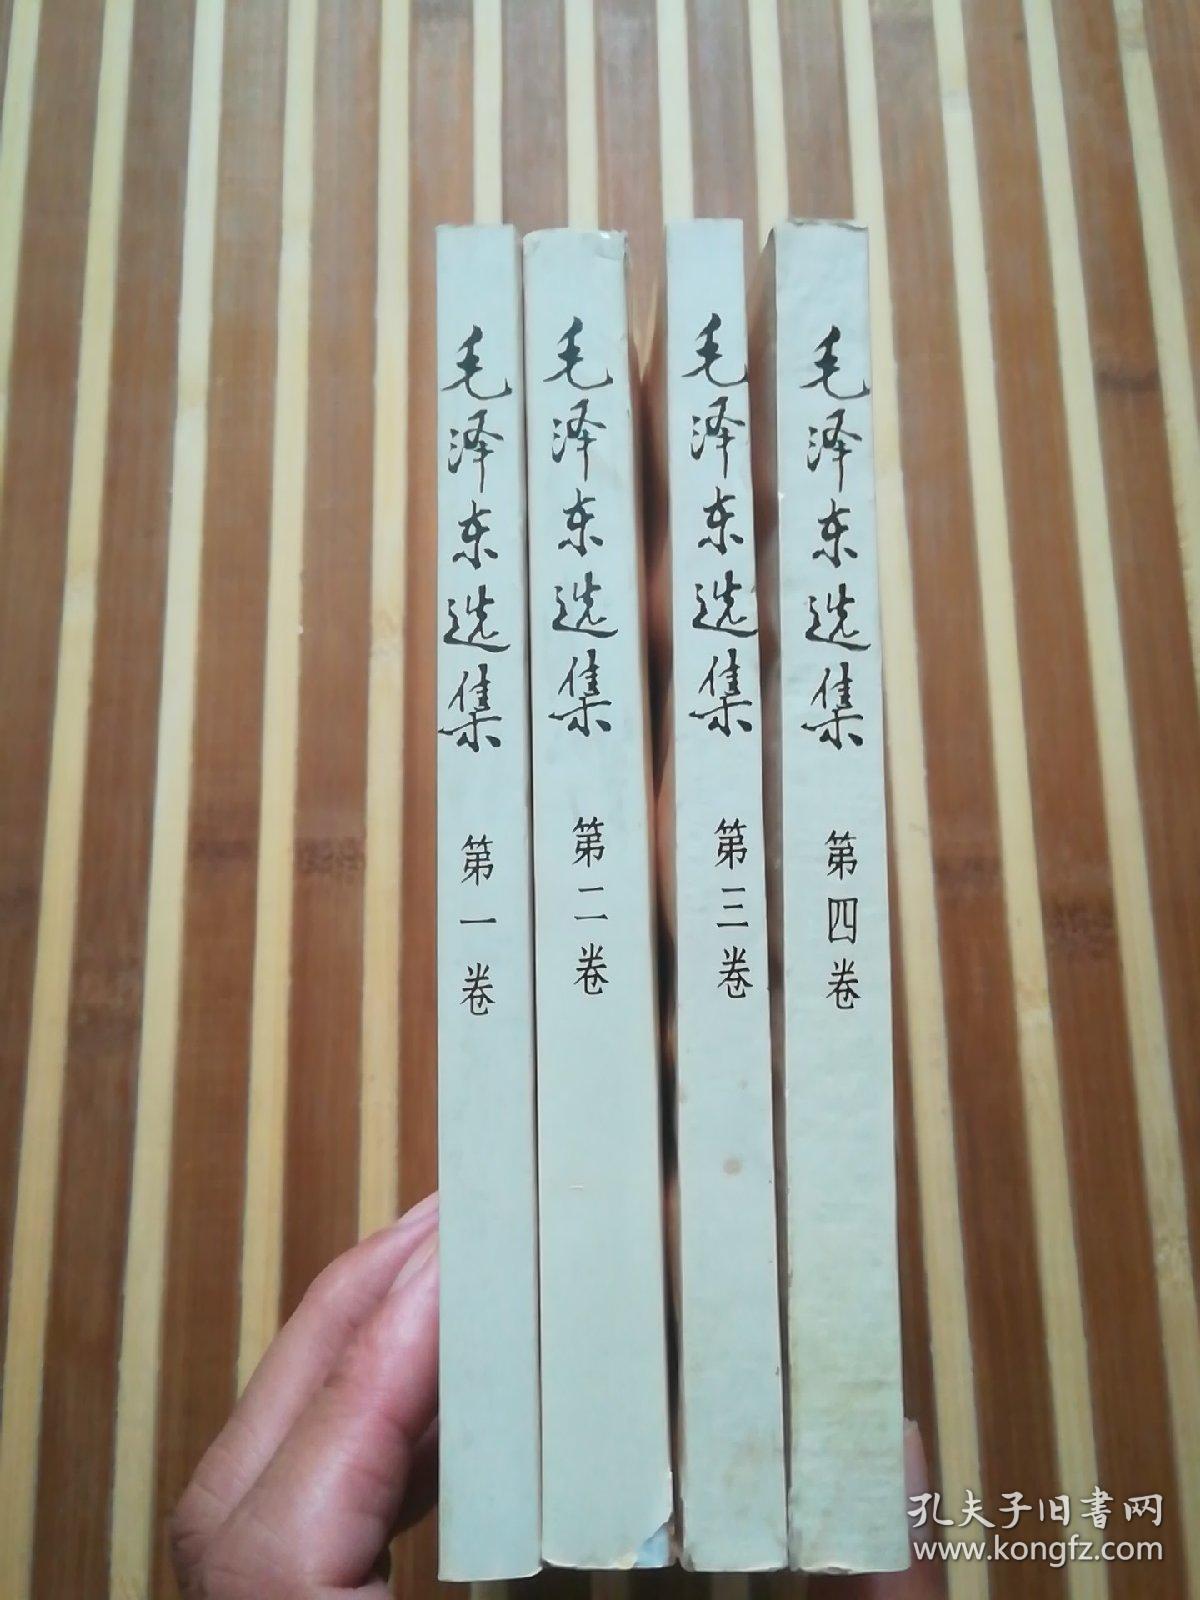 毛泽东选集 第一卷
毛泽东选集 第二卷
毛泽东选集 第三卷
毛泽东选集 第四卷
孔夫子旧書网
www.kongfz.com